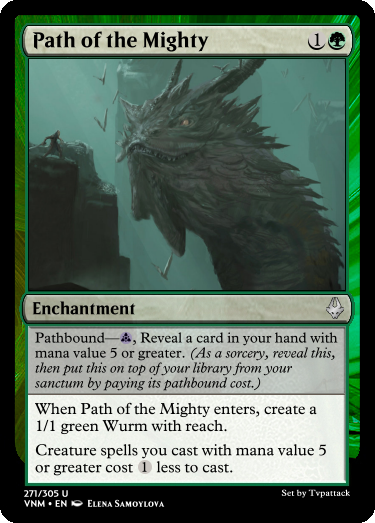 Path of the Mighty 1
Enchantment
Pathbound—, Reveal a card in your hand with
mana value 5 or greater. (As a sorcery, reveal this,
then put this on top of your library from your
sanctum by paying its pathbound cost.)
When Path of the Mighty enters, create a
1/1 green Wurm with reach.
Creature spells you cast with mana value 5
or greater cost 1 less to cast.
271/305 U
VNM • EN Elena Samoylova
Set by Tvpattack